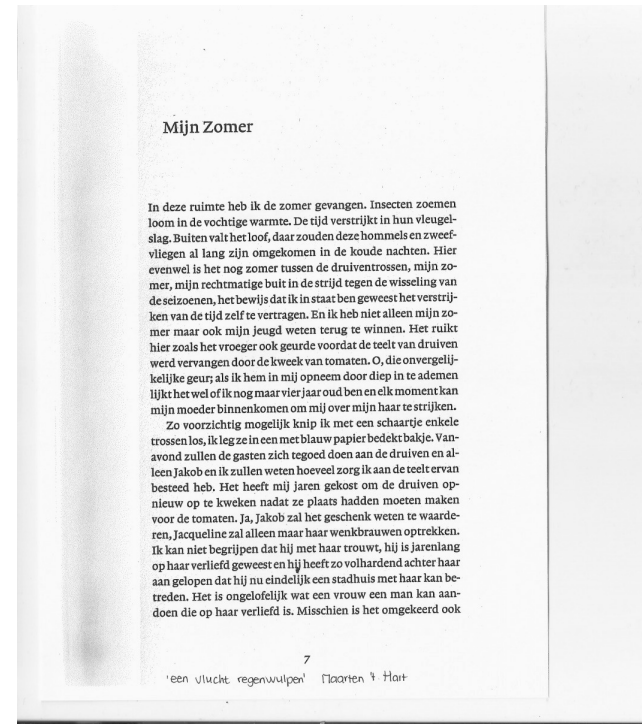 Mijn Zomer
In deze ruimte heb ik de zomer gevangen. Insecten zoemen
loom in de vochtige warmte. De tijd verstrijkt in hun vleugel-
slag. Buiten valt het loof, daar zouden deze hommels en zweef-
vliegen al lang zijn omgekomen in de koude nachten. Hier
evenwel is het nog zomer tussen de druiventrossen, mijn zo-
mer, mijn rechtmatige buit in de strijd tegen de wisseling van
de seizoenen, het bewijs dat ik in staat ben geweest het verstrij-
ken van de tijd zelf te vertragen. En ik heb niet alleen mijn zo-
mer maar ook mijn jeugd weten terug te winnen. Het ruikt
hier zoals het vroeger ook geurde voordat de teelt van druiven
werd vervangen door de kweek van tomaten. O, die onvergelij-
kelijke geur; als ik hem in mij opneem door diep in te ademen
lijkt het wel of ik nog maar vier jaar oud ben en elk moment kan
mijn moeder binnenkomen om mij over mijn haar te strijken.
Zo voorzichtig mogelijk knip ik met een schaartje enkele
trossen los, ik leg ze in een met blauw papier bedekt bakje. Van-
avond zullen de gasten zich tegoed doen aan de druiven en al-
leen Jakob en ik zullen weten hoeveel zorg ik aan de teelt ervan
besteed heb. Het heeft mij jaren gekost om de druiven op-
nieuw op te kweken nadat ze plaats hadden moeten maken
voor de tomaten. Ja, Jakob zal het geschenk weten te waarde-
ren, Jacqueline zal alleen maar haar wenkbrauwen optrekken.
Ik kan niet begrijpen dat hij met haar trouwt, hij is jarenlang
op haar verliefd geweest en hij heeft zo volhardend achter haar
aan gelopen dat hij nu eindelijk een stadhuis met haar kan be-
treden. Het is ongelofelijk wat een vrouw een man kan aan-
doen die op haar verliefd is. Misschien is het omgekeerd ook
7
'een vlucht regenwulpen' Maarten 't Hart